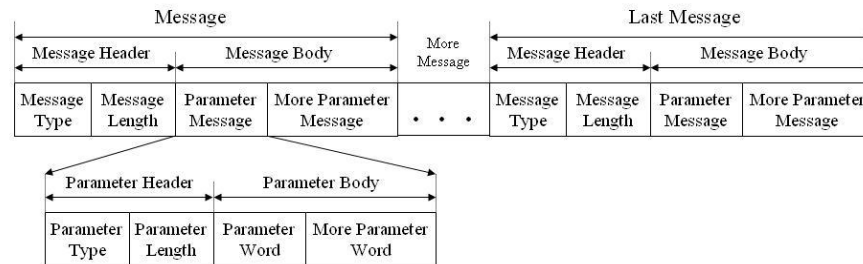 Message
Last Message
Message Header
Message Body
More
Message
Message Header
Message Body
Message
Type
Message
Length
Parameter
Message
More Parameter
Message
. . .
Message
Type
Message
Length
Parameter
Message
More Parameter
Message
Parameter Header
Parameter Body
Parameter
Type
Parameter
Length
Parameter
Word
More Parameter
Word